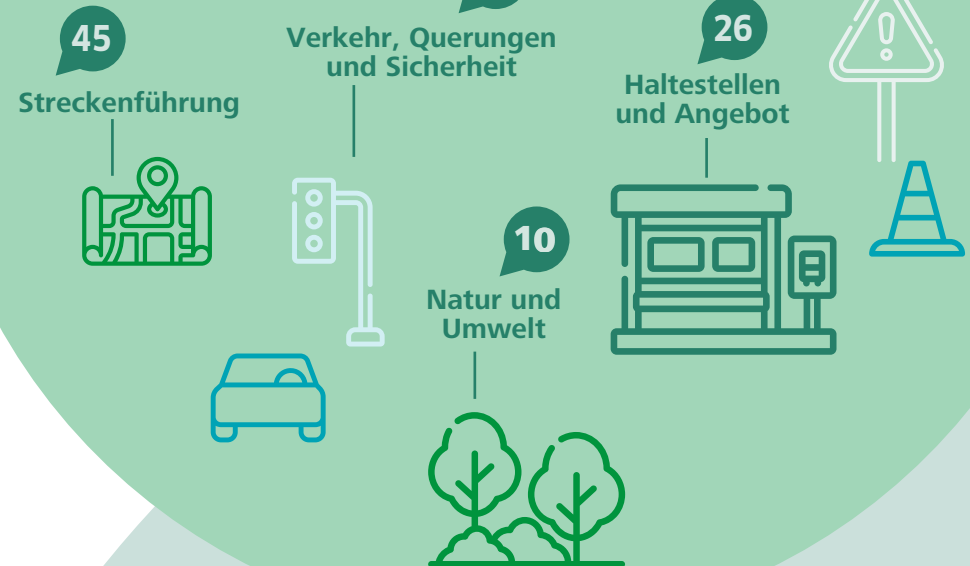 45
Streckenführung
Verkehr, Querungen
und Sicherheit
26
Haltestellen
und Angebot
10
Natur und
Umwelt